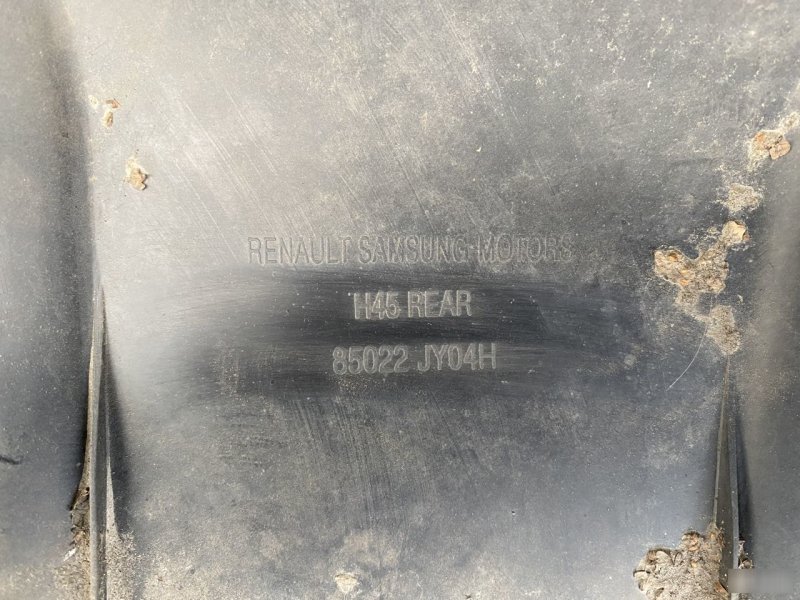 RENAULT SAMSUNG MOTORS
H45 REAR
85022 JY04H